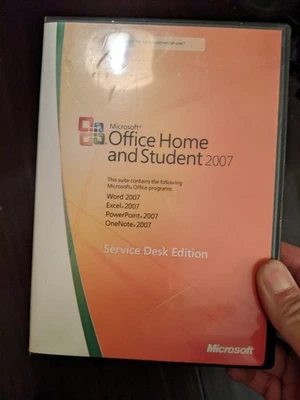 Microsoft®
Office Home
and Student 2007
This suite contains the following
Microsoft® Office programs:
Word 2007
Excel® 2007
PowerPoint® 2007
OneNote® 2007
Service Desk Edition
Microsoft